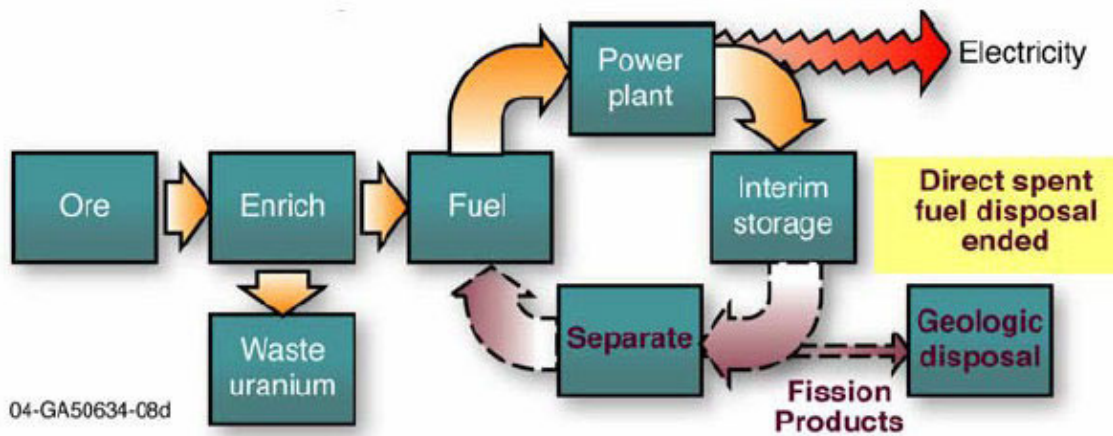 Power
plant
Electricity
Ore
Enrich
Fuel
Interim
storage
Direct spent
fuel disposal
ended
Waste
uranium
Separate
Geologic
disposal
Fission
Products
04-GA50634-08d